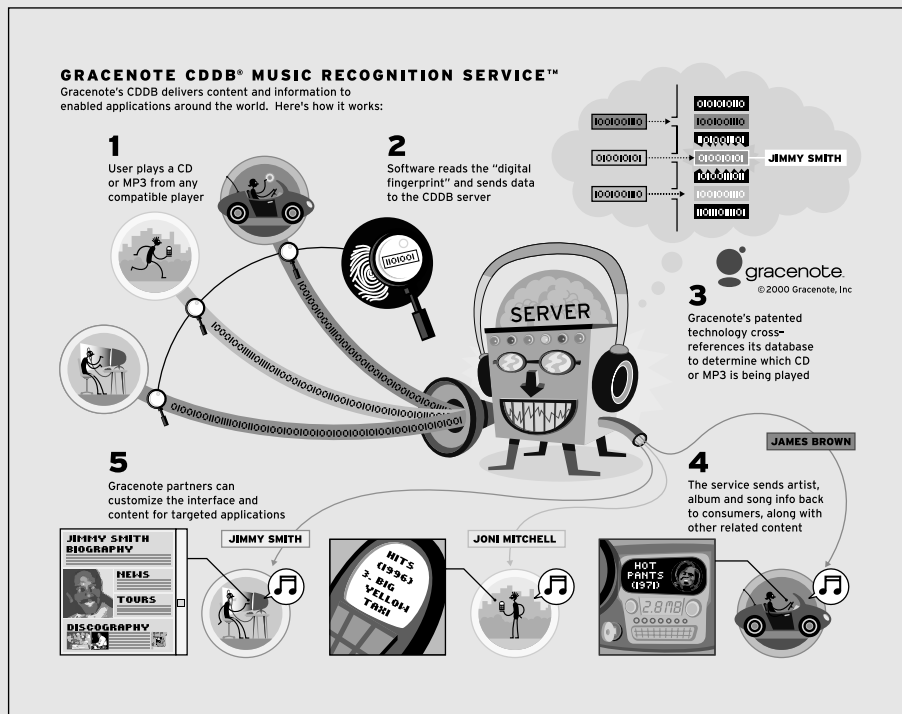 GRACENOTE CDDB® MUSIC RECOGNITION SERVICE™
Gracenote's CDDB delivers content and information to
enabled applications around the world. Here's how it works:
1
User plays a CD
or MP3 from any
compatible player
2
Software reads the "digital
fingerprint" and sends data
to the CDDB server
1101001
SERVER
100100110
010010101
100100110
010010101
JIMMY SMITH
gracenote.
© 2000 Gracenote, Inc
3
Gracenote's patented
technology cross-
references its database
to determine which CD
or MP3 is being played
JAMES BROWN
4
The service sends artist,
album and song info back
to consumers, along with
other related content
5
Gracenote partners can
customize the interface and
content for targeted applications
JIMMY SMITH
JONI MITCHELL
JIMMY SMITH
BIOGRAPHY
NEWS
TOURS
DISCOGRAPHY
HITS
(1996)
3. BIG
YELLOW
TAXI
HOT
PANTS
(1971)
2.8MB